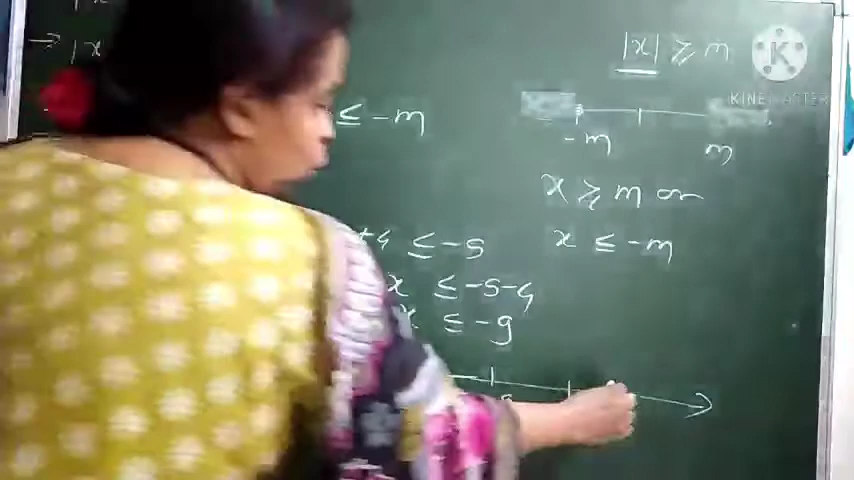 → |x
|x| ≥ m
KINEMASTER
≤ -m
-m
m
x ≥ m or
x ≤ -m
+4 ≤ -5
x ≤ -5-4
x ≤ -9